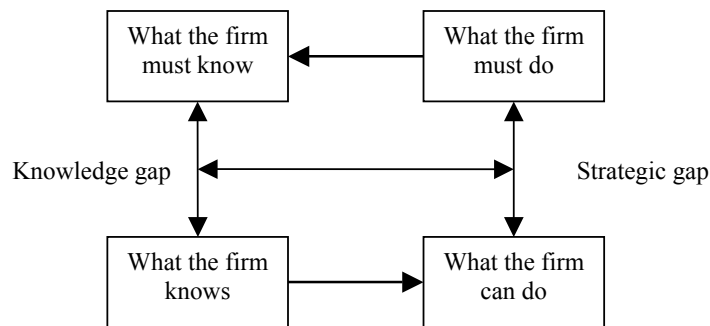 What the firm
must know
What the firm
must do
Knowledge gap
Strategic gap
What the firm
knows
What the firm
can do